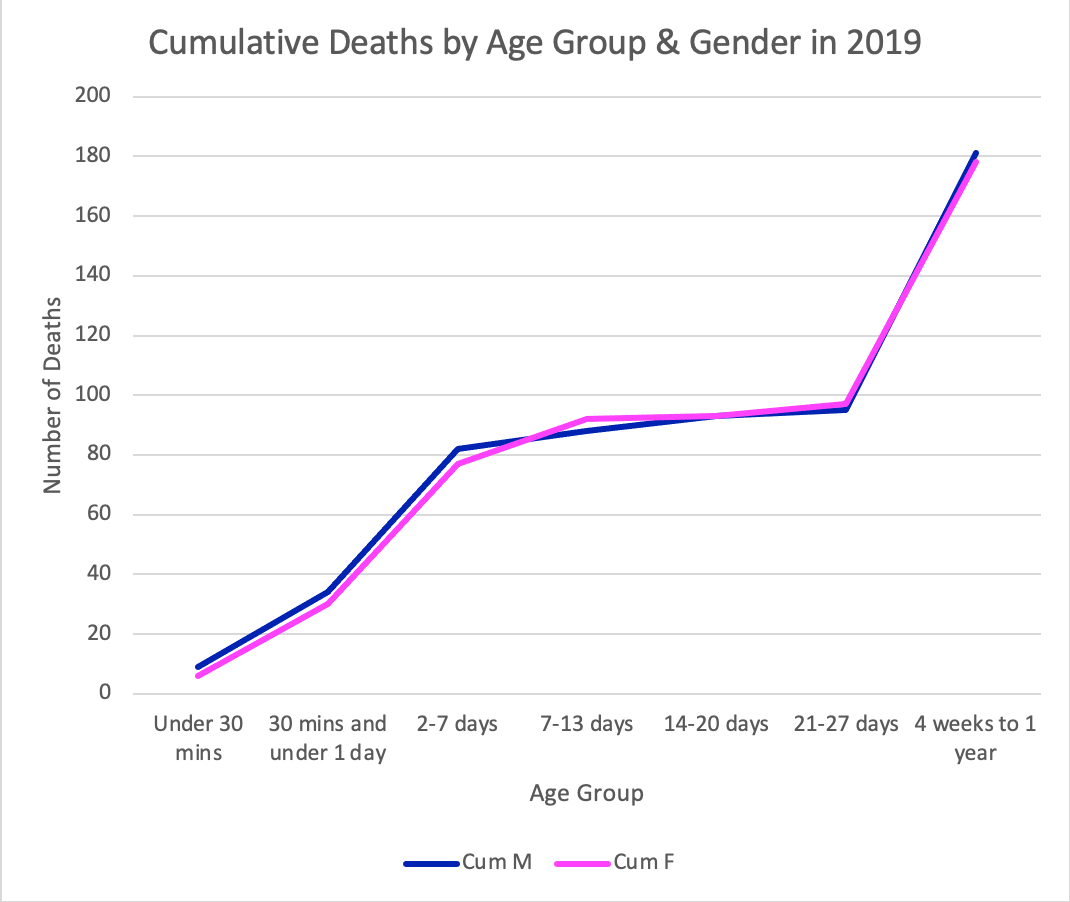 Cumulative Deaths by Age Group & Gender in 2019
200
180
160
140
120
100
80
60
40
20
0
Number of Deaths
Under 30
mins
30 mins and
under 1 day
2-7 days
7-13 days
14-20 days
21-27 days
4 weeks to 1
year
Age Group
Cum M
Cum F